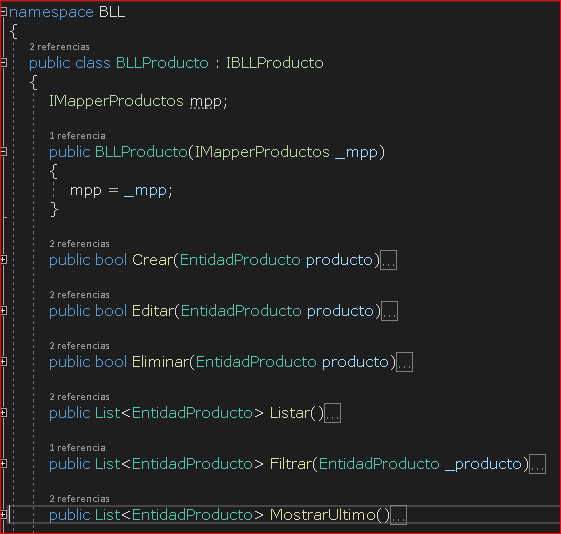 namespace BLL
{
2 referencias
public class BLLProducto : IBLLProducto
{
IMapperProductos mpp;
1 referencia
public BLLProducto(IMapperProductos _mpp)
{
mpp = _mpp;
}
2 referencias
public bool Crear(EntidadProducto producto)...
2 referencias
public bool Editar(EntidadProducto producto)...
2 referencias
public bool Eliminar(EntidadProducto producto)...
2 referencias
public List<EntidadProducto> Listar()...
1 referencia
public List<EntidadProducto> Filtrar(EntidadProducto _producto)...
2 referencias
public List<EntidadProducto> MostrarUltimo()...